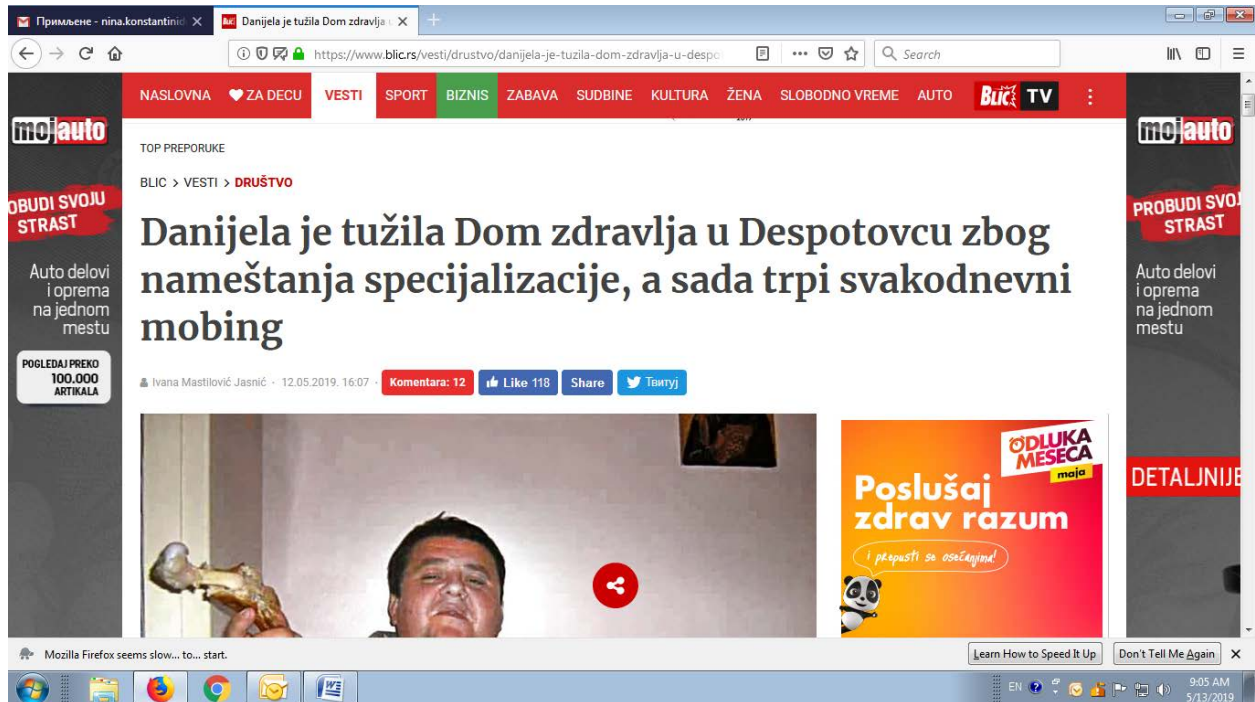 Примљене - nina.konstantinid
Danijela je tužila Dom zdravlja u
https://www.blic.rs/vesti/drustvo/danijela-je-tuzila-dom-zdravlja-u-despo
Search
NASLOVNA ZA DECU VESTI SPORT BIZNIS ZABAVA SUDBINE KULTURA ŽENA SLOBODNO VREME AUTO BLIC TV
mojauto
OBUDI SVOJU
STRAST
Auto delovi
i oprema
na jednom
mestu
POGLEDAJ PREKO
100.000
ARTIKALA
TOP PREPORUKE
BLIC > VESTI > DRUŠTVO
Danijela je tužila Dom zdravlja u Despotovcu zbog
nameštanja specijalizacije, a sada trpi svakodnevni
mobing
Ivana Mastilović Jasnić · 12.05.2019. 16:07 · Komentara: 12 Like 118 Share Твитуј
ODLUKA
MESECA
maja
Poslušaj
zdrav razum
i prepusti se osećanjima!
mojauto
PROBUDI SVOJ
STRAST
Auto delovi
i oprema
na jednom
mestu
DETALJNIJE
Mozilla Firefox seems slow... to... start.
Learn How to Speed It Up
Don't Tell Me Again
EN
9:05 AM
5/13/2019